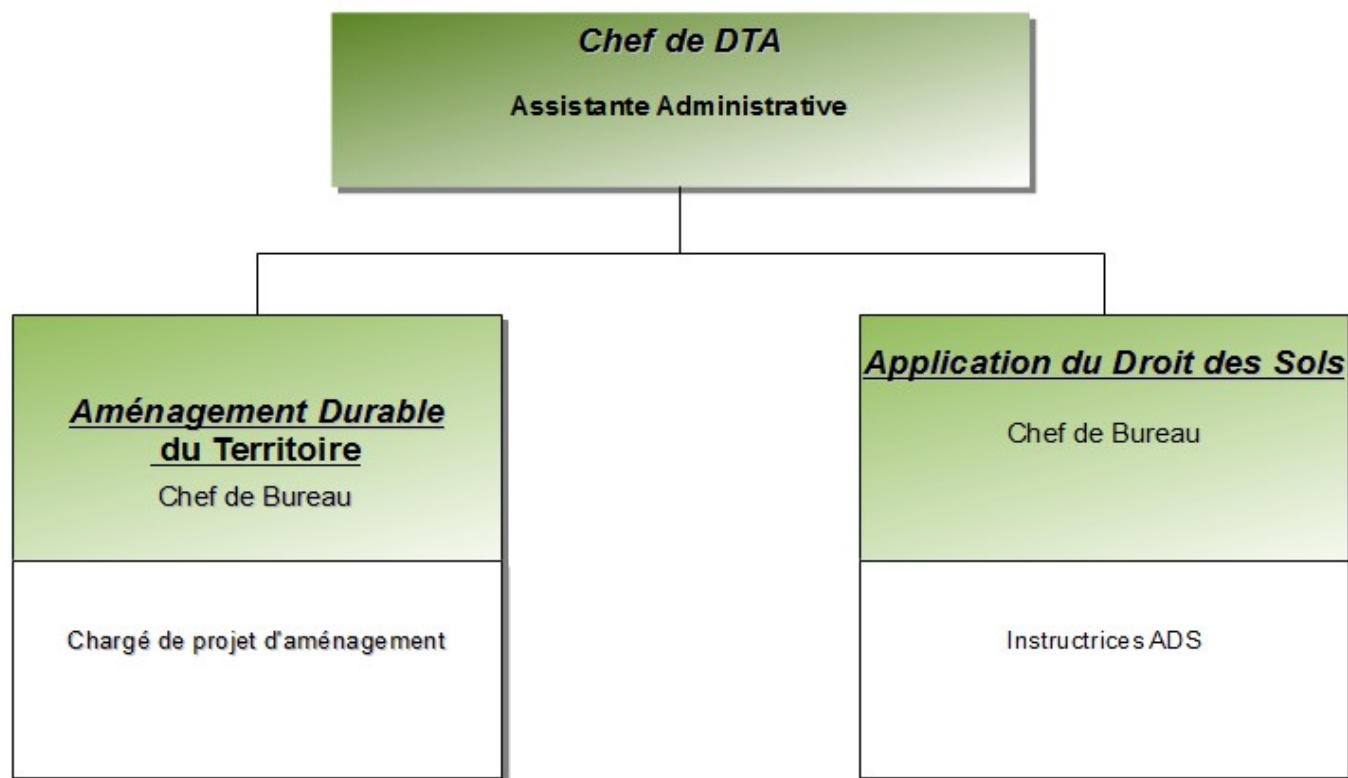 Chef de DTA
Assistante Administrative
Aménagement Durable
du Territoire
Chef de Bureau
Chargé de projet d'aménagement
Application du Droit des Sols
Chef de Bureau
Instructrices ADS